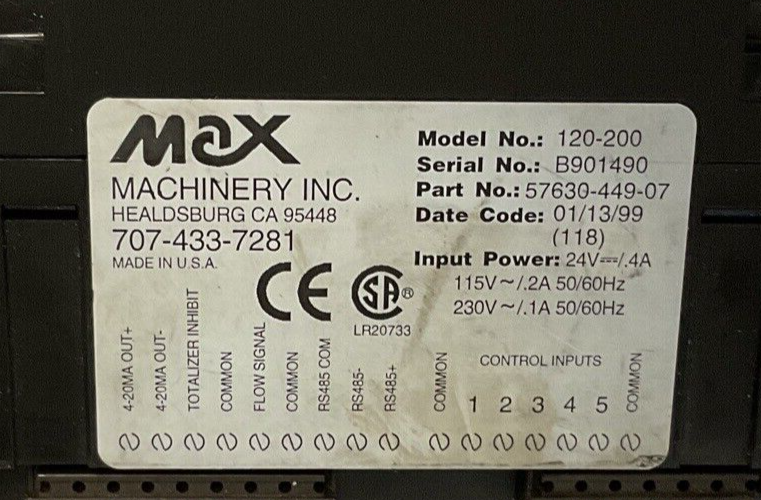 MAX
MACHINERY INC.
HEALDSBURG CA 95448
707-433-7281
MADE IN U.S.A.
Model No.: 120-200
Serial No.: B901490
Part No.: 57630-449-07
Date Code: 01/13/99
(118)
Input Power: 24V⎓/.4A
115V~/.2A 50/60Hz
230V~/.1A 50/60Hz
CE
SA®
LR20733
4-20MA OUT+
4-20MA OUT-
TOTALIZER INHIBIT
COMMON
FLOW SIGNAL
COMMON
RS485 COM
RS485-
RS485+
COMMON
CONTROL INPUTS
1 2 3 4 5
COMMON